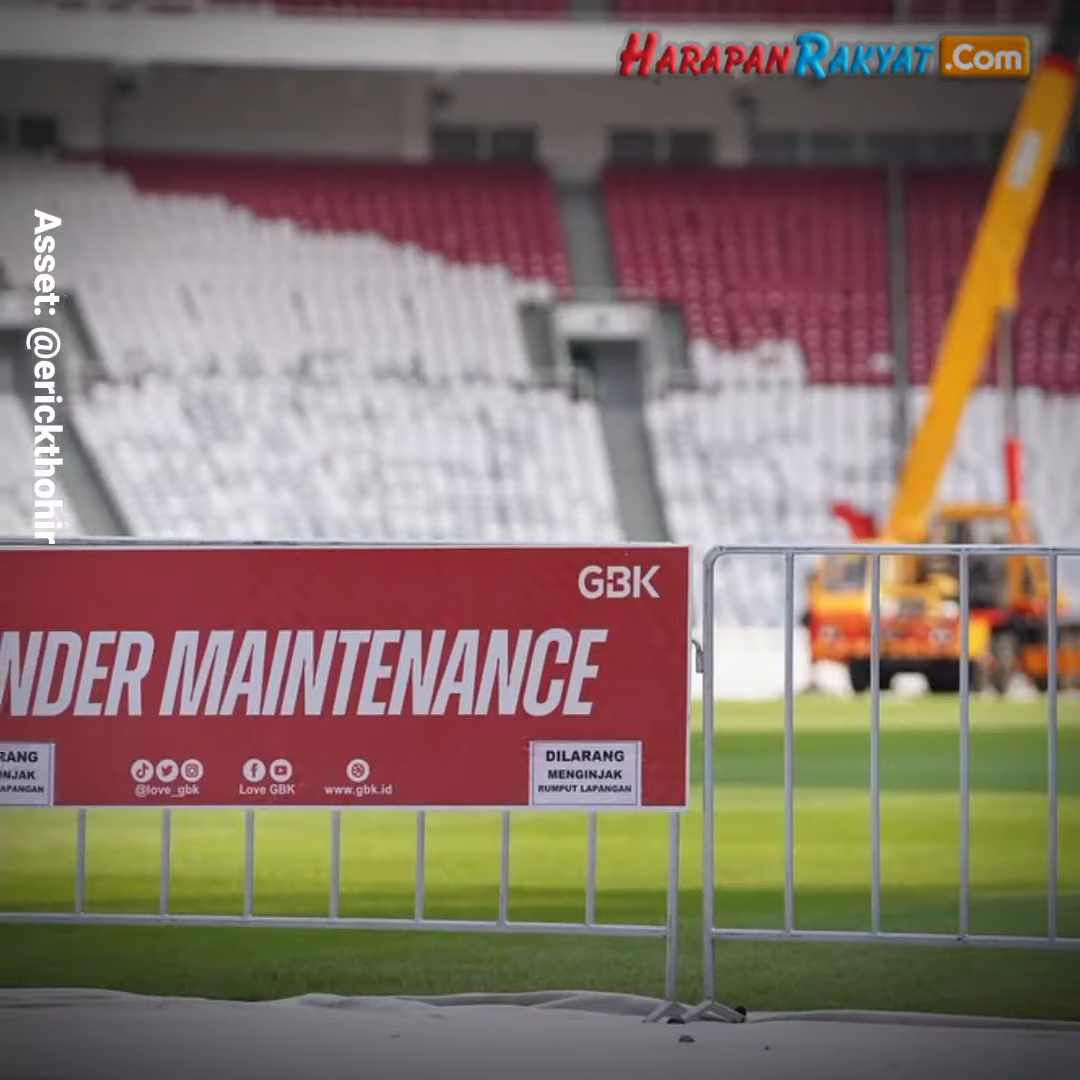 HARAPANRAKYAT.Com
Asset: @erickthohir
GBK
NDER MAINTENANCE
RANG
NJAK
APANGAN
@love_gbk
Love GBK
www.gbk.id
DILARANG
MENGINJAK
RUMPUT LAPANGAN